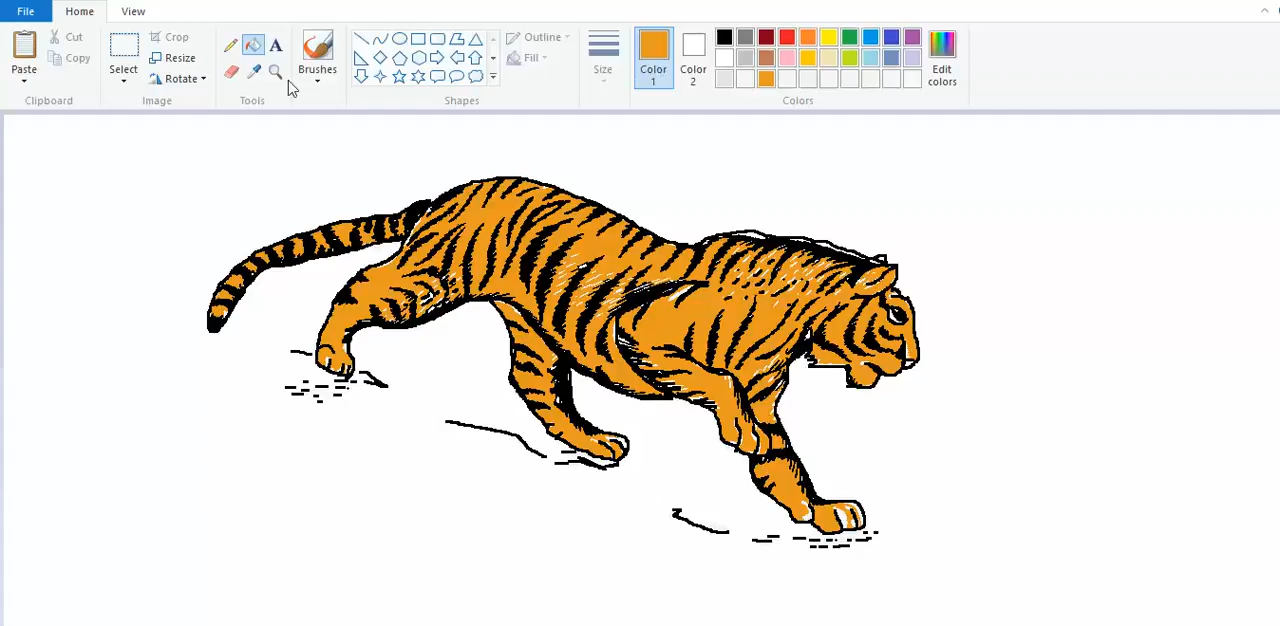 File Home View
Paste Cut Copy
Clipboard
Select Crop Resize Rotate
Image
A
Tools
Brushes
Outline Fill
Shapes
Size
Color 1 Color 2
Edit colors
Colors